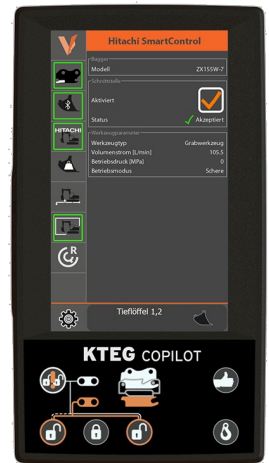 Hitachi SmartControl
Bagger
Modell ZX155W-7
Schnittstelle
Aktiviert
Status Akzeptiert
Werkzeugparameter
Werkzeugtyp Grabwerkzeug
Volumenstrom [L/min] 105,5
Betriebsdruck [MPa] 0
Betriebsmodus Schere
HITACHI
R
Tieflöffel 1,2
KTEG COPILOT